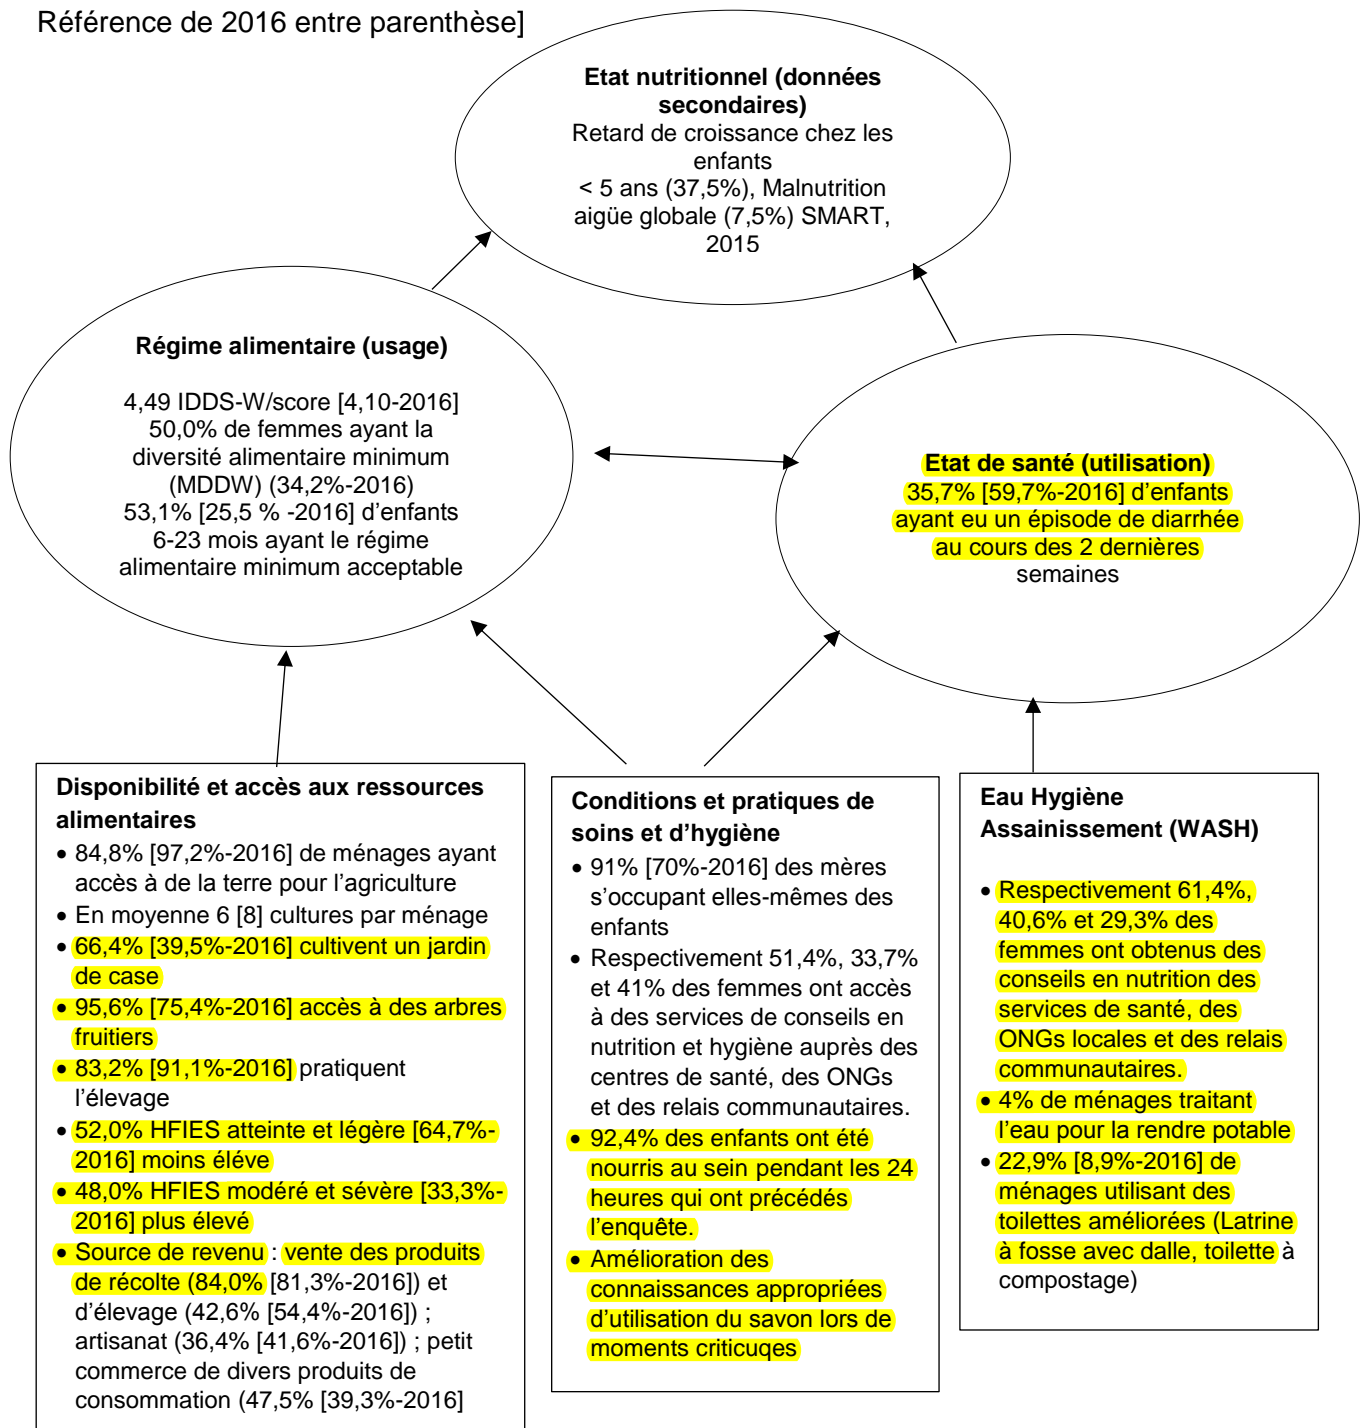 Référence de 2016 entre parenthèse]
Etat nutritionnel (données
secondaires)
Retard de croissance chez les
enfants
< 5 ans (37,5%), Malnutrition
aigüe globale (7,5%) SMART,
2015
Régime alimentaire (usage)
4,49 IDDS-W/score [4,10-2016]
50,0% de femmes ayant la
diversité alimentaire minimum
(MDDW) (34,2%-2016)
53,1% [25,5 % -2016] d’enfants
6-23 mois ayant le régime
alimentaire minimum acceptable
Etat de santé (utilisation)
35,7% [59,7%-2016] d’enfants
ayant eu un épisode de diarrhée
au cours des 2 dernières
semaines
Disponibilité et accès aux ressources
alimentaires
• 84,8% [97,2%-2016] de ménages ayant
accès à de la terre pour l’agriculture
• En moyenne 6 [8] cultures par ménage
• 66,4% [39,5%-2016] cultivent un jardin
de case
• 95,6% [75,4%-2016] accès à des arbres
fruitiers
• 83,2% [91,1%-2016] pratiquent
l’élevage
• 52,0% HFIES atteinte et légère [64,7%-
2016] moins éléve
• 48,0% HFIES modéré et sévère [33,3%-
2016] plus élevé
• Source de revenu : vente des produits
de récolte (84,0% [81,3%-2016]) et
d’élevage (42,6% [54,4%-2016]) ;
artisanat (36,4% [41,6%-2016]) ; petit
commerce de divers produits de
consommation (47,5% [39,3%-2016]
Conditions et pratiques de
soins et d’hygiène
• 91% [70%-2016] des mères
s’occupant elles-mêmes des
enfants
• Respectivement 51,4%, 33,7%
et 41% des femmes ont accès
à des services de conseils en
nutrition et hygiène auprès des
centres de santé, des ONGs
et des relais communautaires.
• 92,4% des enfants ont été
nourris au sein pendant les 24
heures qui ont précédés
l’enquête.
• Amélioration des
connaissances appropriées
d’utilisation du savon lors de
moments criticuqes
Eau Hygiène
Assainissement (WASH)
• Respectivement 61,4%,
40,6% et 29,3% des
femmes ont obtenus des
conseils en nutrition des
services de santé, des
ONGs locales et des relais
communautaires.
• 4% de ménages traitant
l’eau pour la rendre potable
• 22,9% [8,9%-2016] de
ménages utilisant des
toilettes améliorées (Latrine
à fosse avec dalle, toilette à
compostage)